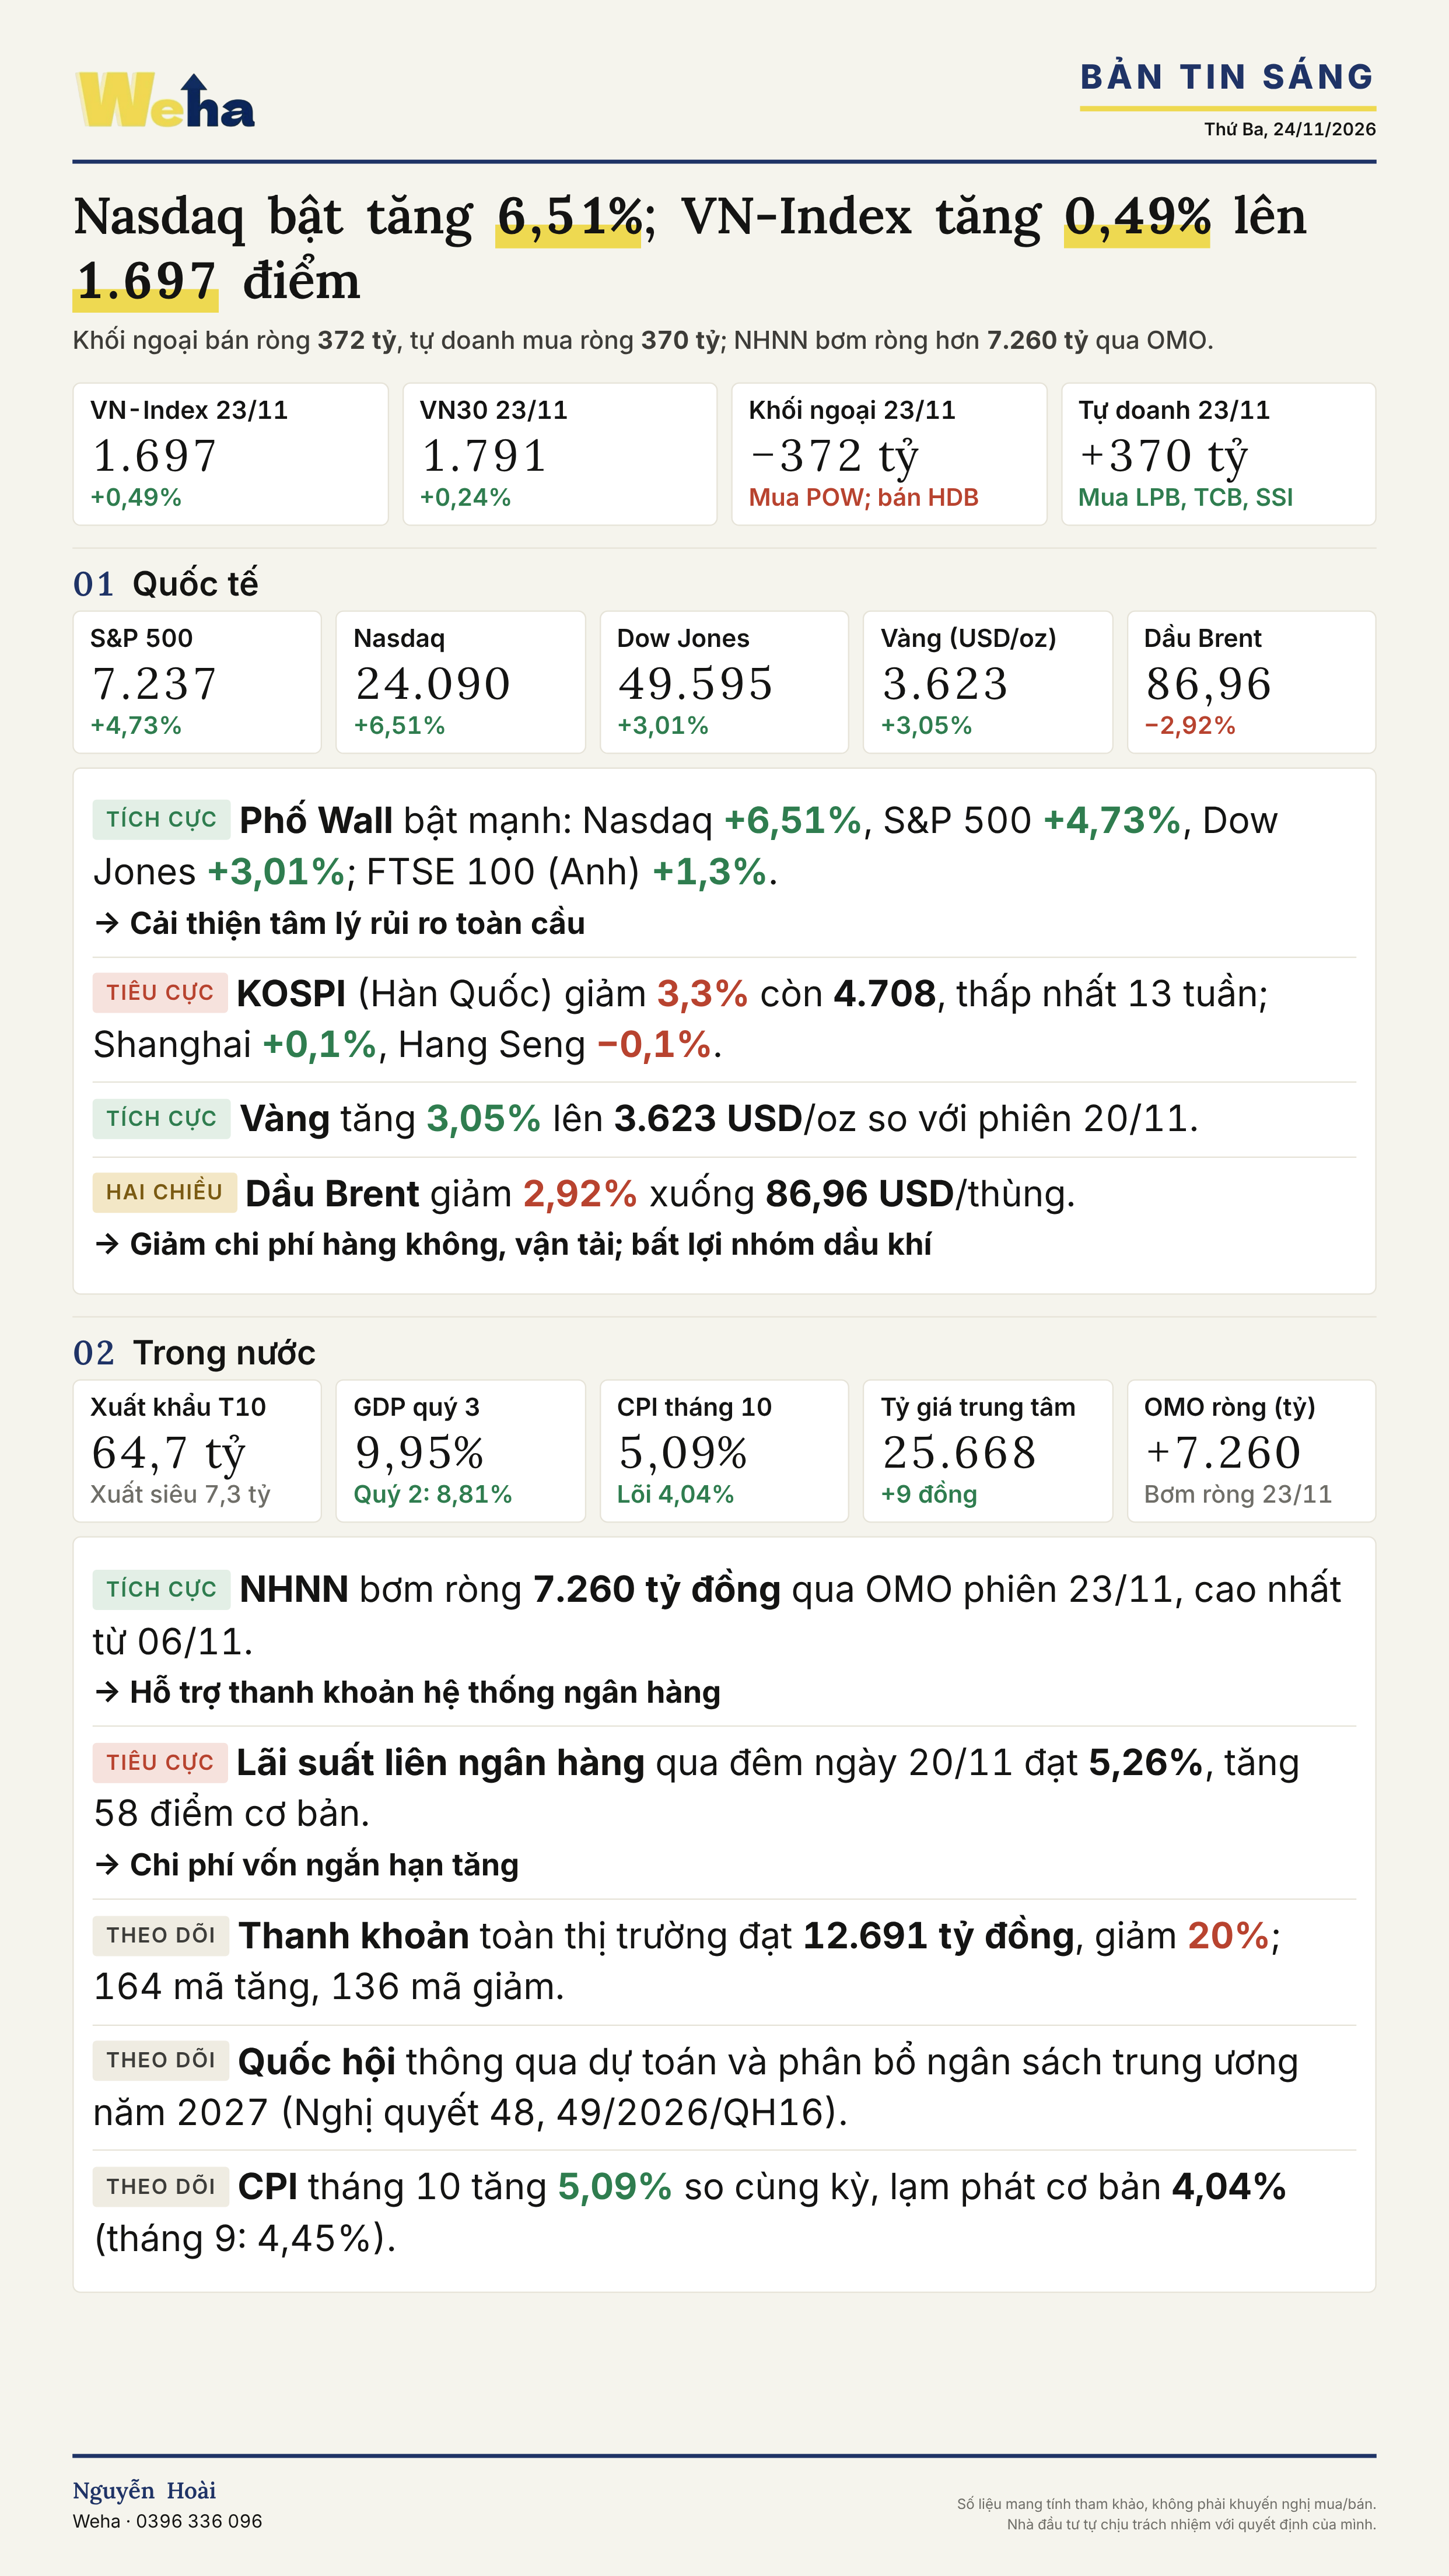 Weha
BẢN TIN SÁNG
Thứ Ba, 24/11/2026
Nasdaq bật tăng 6,51%; VN-Index tăng 0,49% lên
1.697 điểm
Khối ngoại bán ròng 372 tỷ, tự doanh mua ròng 370 tỷ; NHNN bơm ròng hơn 7.260 tỷ qua OMO.
VN-Index 23/11
1.697
+0,49%
VN30 23/11
1.791
+0,24%
Khối ngoại 23/11
−372 tỷ
Mua POW; bán HDB
Tự doanh 23/11
+370 tỷ
Mua LPB, TCB, SSI
01 Quốc tế
S&P 500
7.237
+4,73%
Nasdaq
24.090
+6,51%
Dow Jones
49.595
+3,01%
Vàng (USD/oz)
3.623
+3,05%
Dầu Brent
86,96
−2,92%
TÍCH CỰC Phố Wall bật mạnh: Nasdaq +6,51%, S&P 500 +4,73%, Dow
Jones +3,01%; FTSE 100 (Anh) +1,3%.
→ Cải thiện tâm lý rủi ro toàn cầu
TIÊU CỰC KOSPI (Hàn Quốc) giảm 3,3% còn 4.708, thấp nhất 13 tuần;
Shanghai +0,1%, Hang Seng −0,1%.
TÍCH CỰC Vàng tăng 3,05% lên 3.623 USD/oz so với phiên 20/11.
HAI CHIỀU Dầu Brent giảm 2,92% xuống 86,96 USD/thùng.
→ Giảm chi phí hàng không, vận tải; bất lợi nhóm dầu khí
02 Trong nước
Xuất khẩu T10
64,7 tỷ
Xuất siêu 7,3 tỷ
GDP quý 3
9,95%
Quý 2: 8,81%
CPI tháng 10
5,09%
Lõi 4,04%
Tỷ giá trung tâm
25.668
+9 đồng
OMO ròng (tỷ)
+7.260
Bơm ròng 23/11
TÍCH CỰC NHNN bơm ròng 7.260 tỷ đồng qua OMO phiên 23/11, cao nhất
từ 06/11.
→ Hỗ trợ thanh khoản hệ thống ngân hàng
TIÊU CỰC Lãi suất liên ngân hàng qua đêm ngày 20/11 đạt 5,26%, tăng
58 điểm cơ bản.
→ Chi phí vốn ngắn hạn tăng
THEO DÕI Thanh khoản toàn thị trường đạt 12.691 tỷ đồng, giảm 20%;
164 mã tăng, 136 mã giảm.
THEO DÕI Quốc hội thông qua dự toán và phân bổ ngân sách trung ương
năm 2027 (Nghị quyết 48, 49/2026/QH16).
THEO DÕI CPI tháng 10 tăng 5,09% so cùng kỳ, lạm phát cơ bản 4,04%
(tháng 9: 4,45%).
Nguyễn Hoài
Weha · 0396 336 096
Số liệu mang tính tham khảo, không phải khuyến nghị mua/bán.
Nhà đầu tư tự chịu trách nhiệm với quyết định của mình.